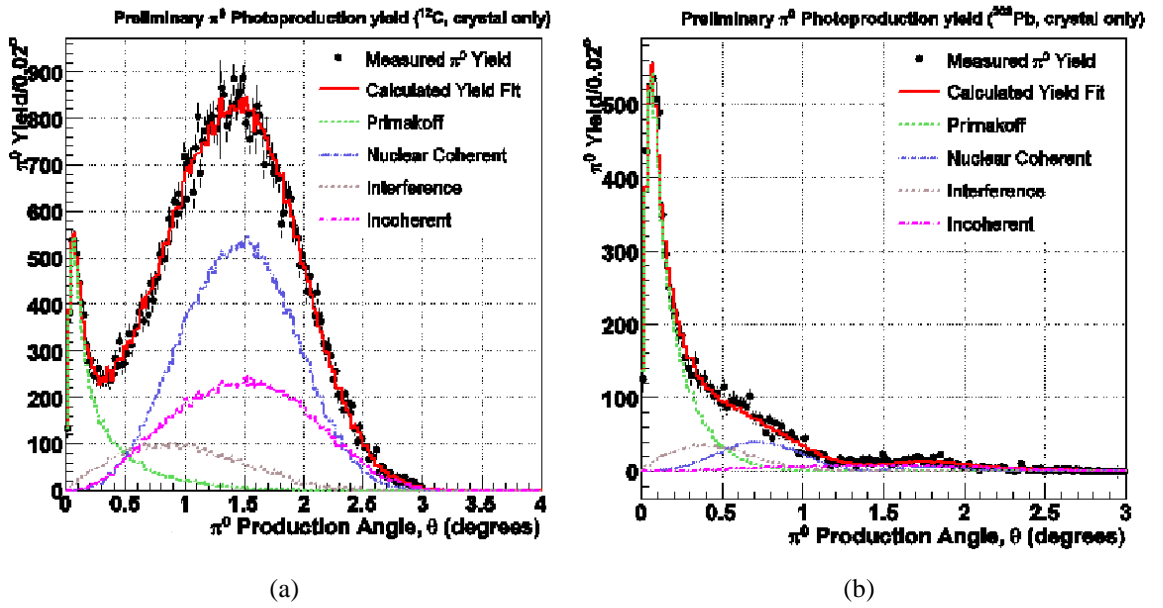 Preliminary π⁰ Photoproduction yield (¹²C, crystal only)
π⁰ Yield/0.02°
900
800
700
600
500
400
300
200
100
0
Measured π⁰ Yield
Calculated Yield Fit
Primakoff
Nuclear Coherent
Interference
Incoherent
0 0.5 1 1.5 2 2.5 3 3.5 4
π⁰ Production Angle, θ (degrees)
(a)
Preliminary π⁰ Photoproduction yield (²⁰⁸Pb, crystal only)
π⁰ Yield/0.02°
500
400
300
200
100
0
Measured π⁰ Yield
Calculated Yield Fit
Primakoff
Nuclear Coherent
Interference
Incoherent
0 0.5 1 1.5 2 2.5 3
π⁰ Production Angle, θ (degrees)
(b)